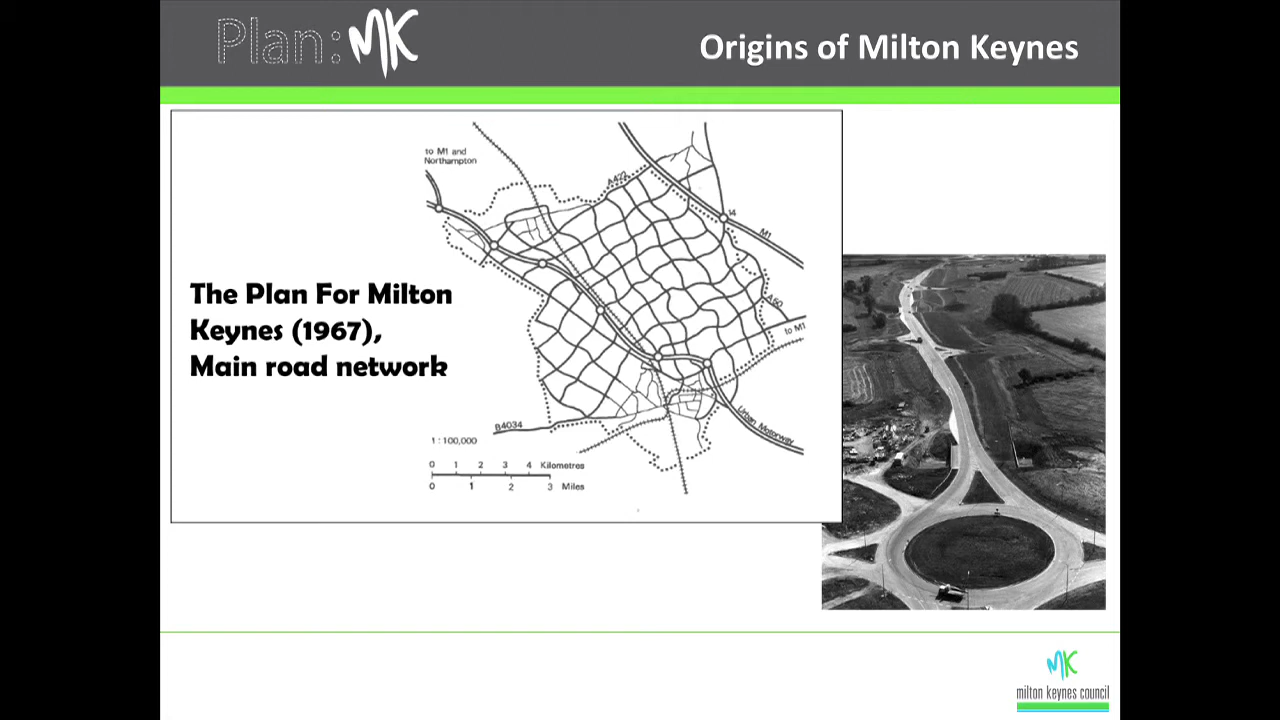 Plan:MK
Origins of Milton Keynes
to M1 and
Northampton
A422
14
M1
A50
to M1
The Plan For Milton
Keynes (1967),
Main road network
Urban Motorway
B4034
1:100,000
0 1 2 3 4 Kilometres
0 1 2 3 Miles
MK
milton keynes council